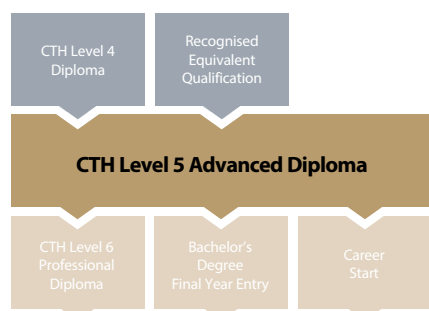 CTH Level 4
Diploma
Recognised
Equivalent
Qualification
CTH Level 5 Advanced Diploma
CTH Level 6
Professional
Diploma
Bachelor's
Degree
Final Year Entry
Career
Start